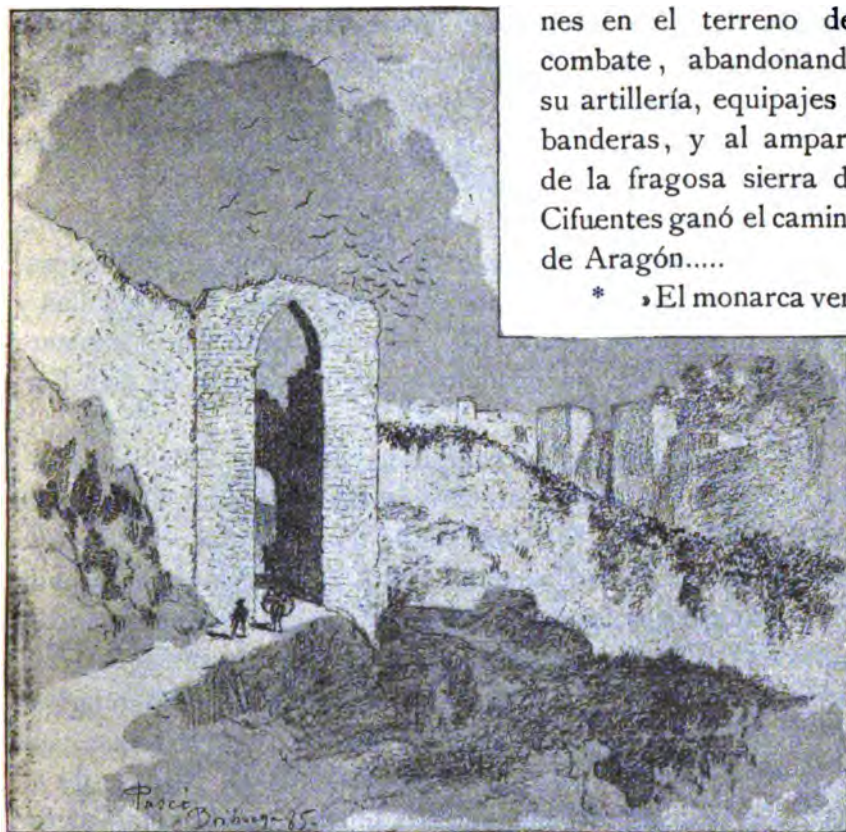 nes en el terreno de
combate, abandonand
su artillería, equipajes
banderas, y al ampar
de la fragosa sierra d
Cifuentes ganó el camin
de Aragón.....
* »El monarca ver
Pascó
Brihuega-85.